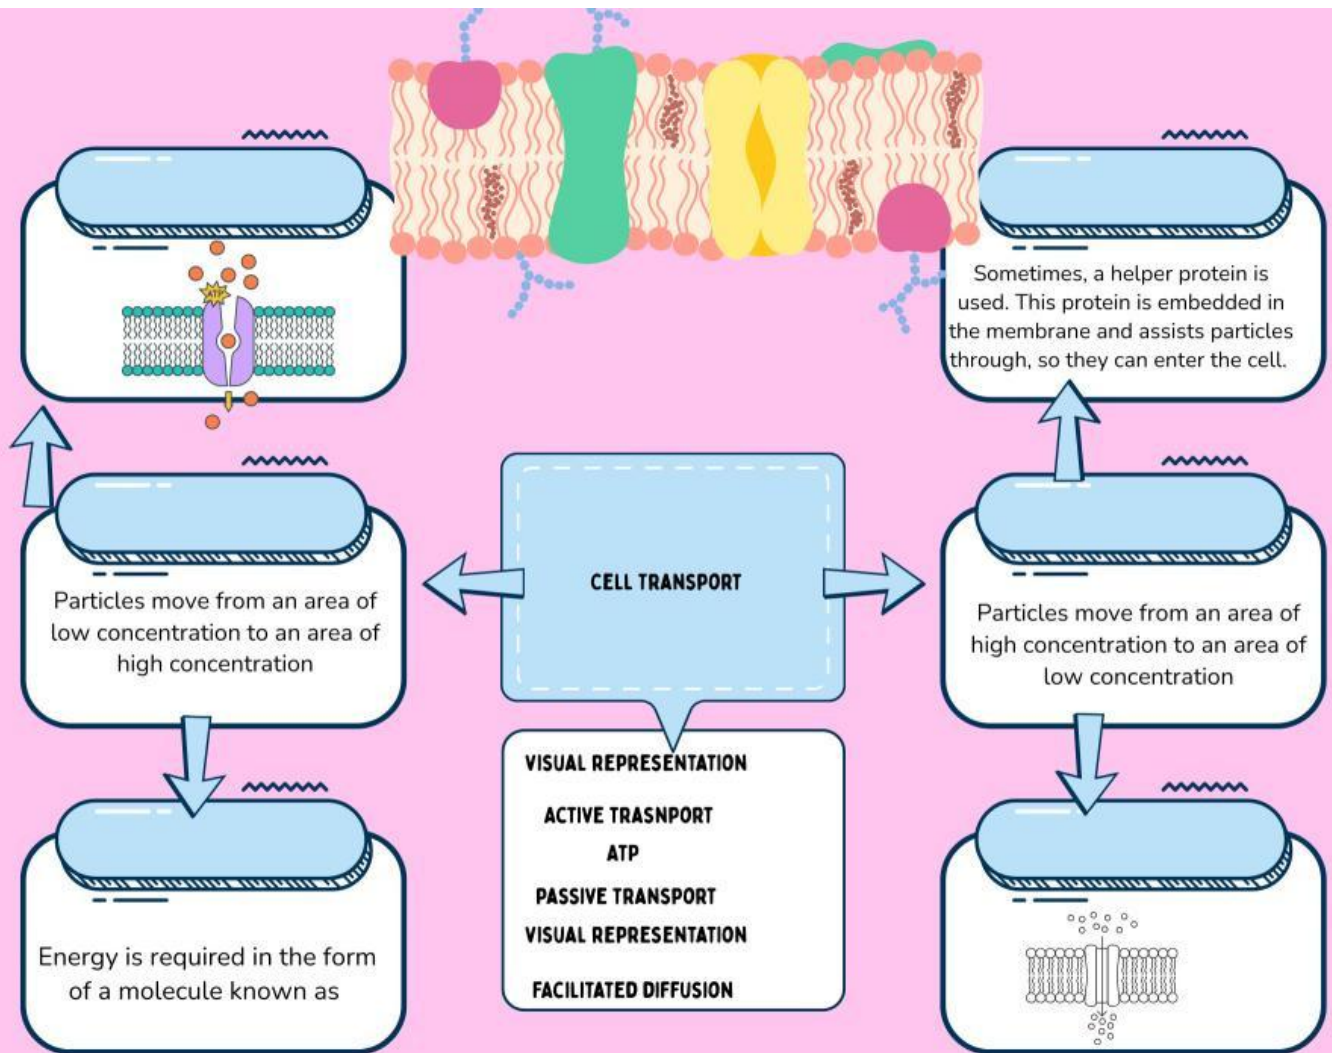 ATP
Sometimes, a helper protein is
used. This protein is embedded in
the membrane and assists particles
through, so they can enter the cell.
Particles move from an area of
low concentration to an area of
high concentration
CELL TRANSPORT
Particles move from an area of
high concentration to an area of
low concentration
Energy is required in the form
of a molecule known as
VISUAL REPRESENTATION
ACTIVE TRASNPORT
ATP
PASSIVE TRANSPORT
VISUAL REPRESENTATION
FACILITATED DIFFUSION